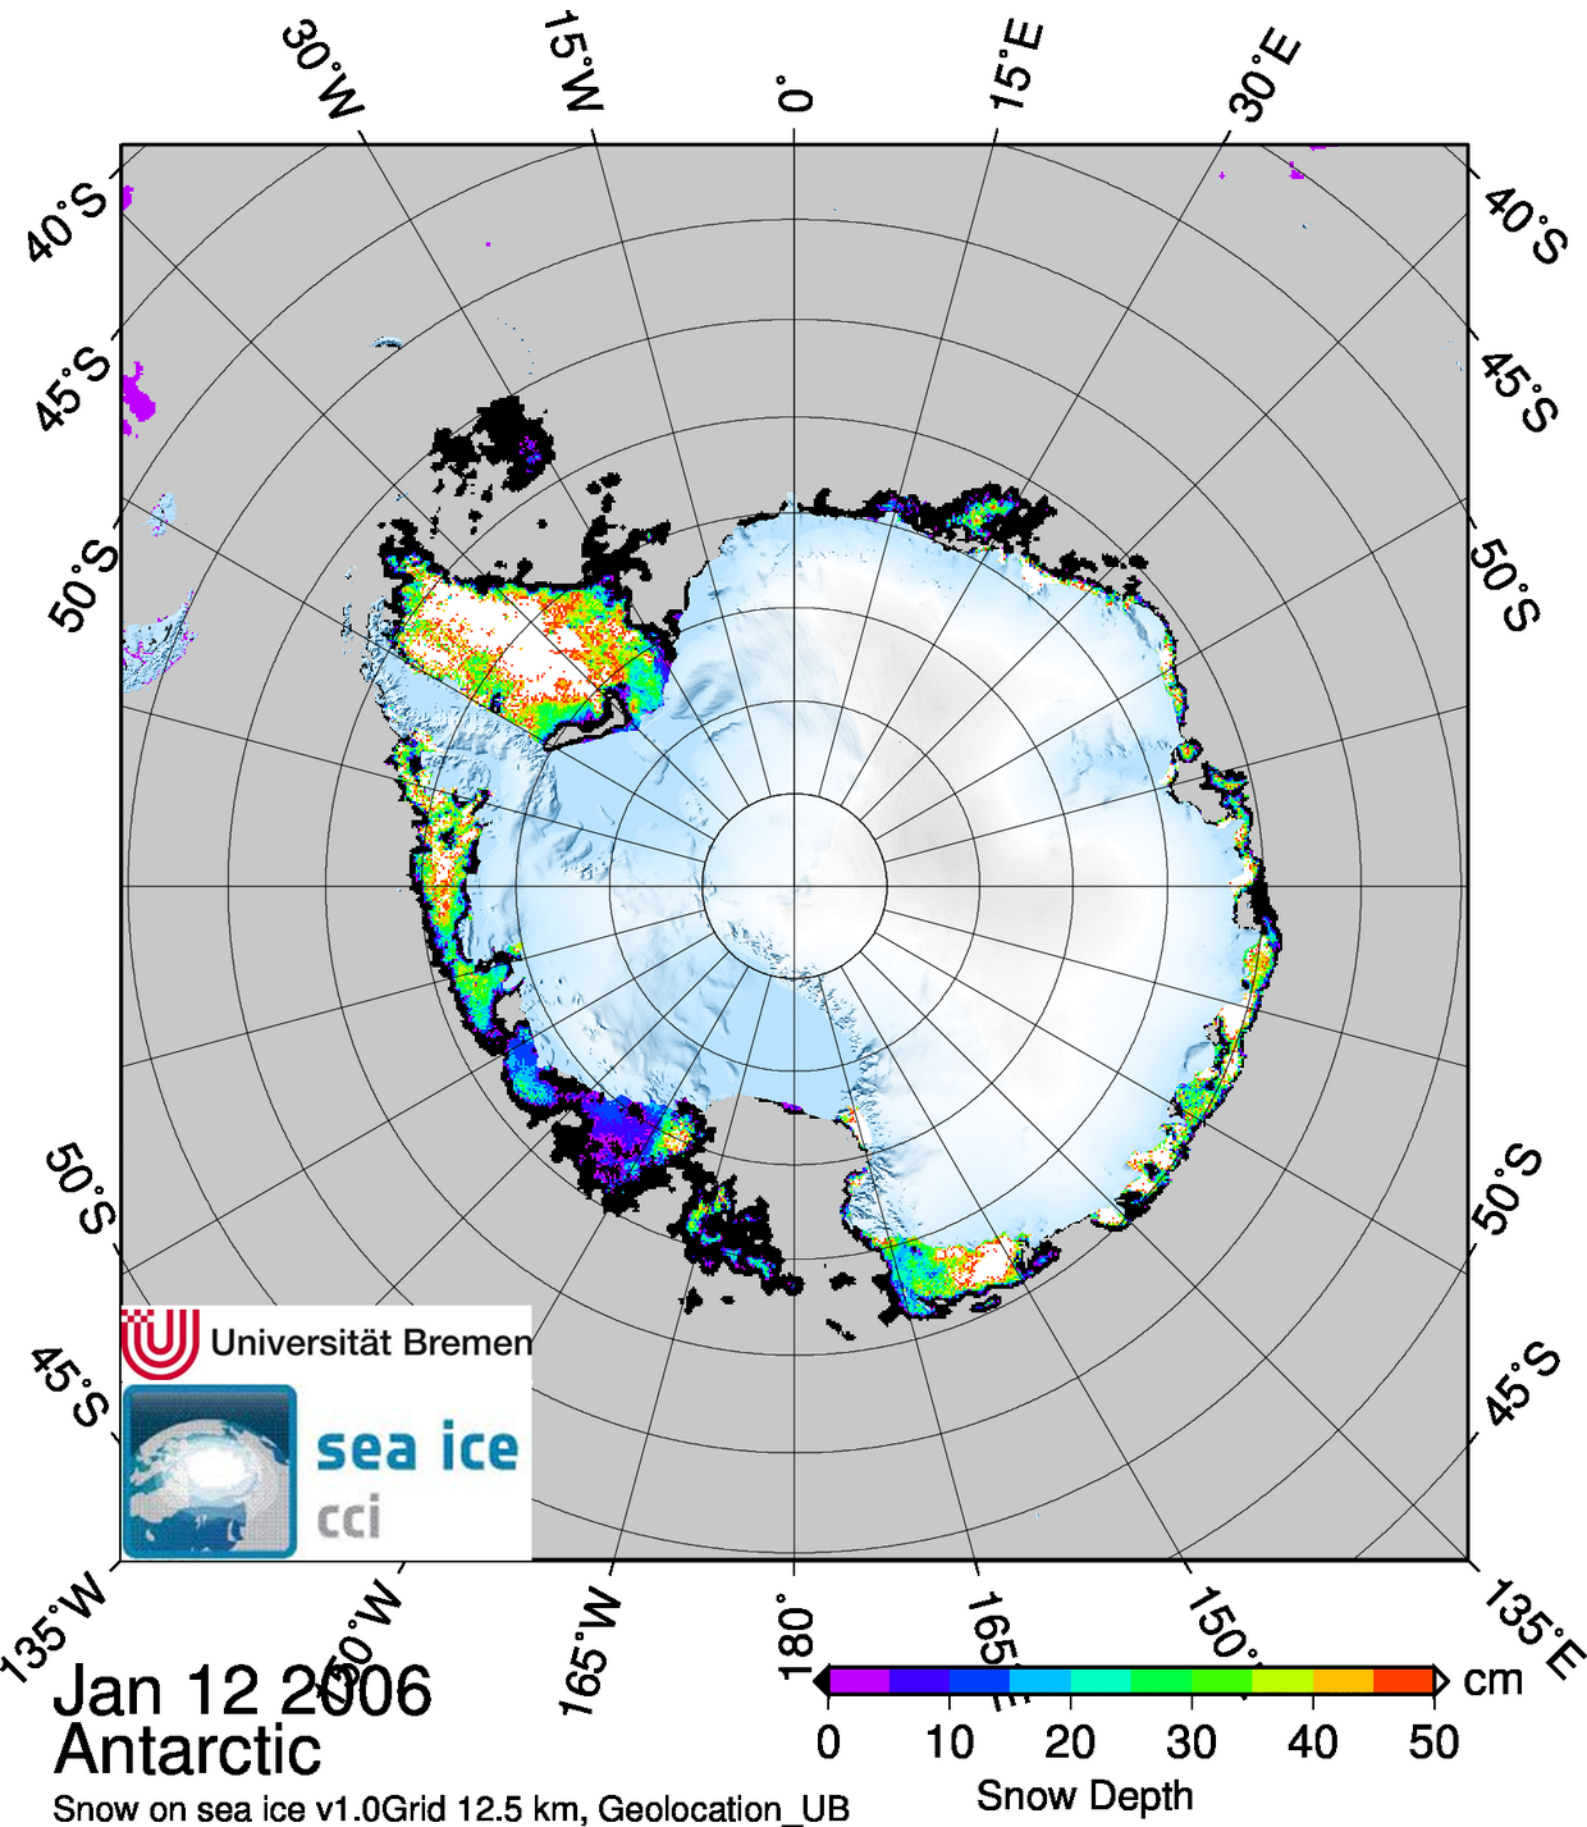 30°W 15°W 0° 15°E 30°E
40°S 40°S
45°S 45°S
50°S 50°S
50°S 50°S
45°S 45°S
Universität Bremen
sea ice
cci
135°W 150°W 165°W 180° 165°E 150° 135°E
Jan 12 2006
Antarctic
Snow on sea ice v1.0Grid 12.5 km, Geolocation_UB
cm
0 10 20 30 40 50
Snow Depth